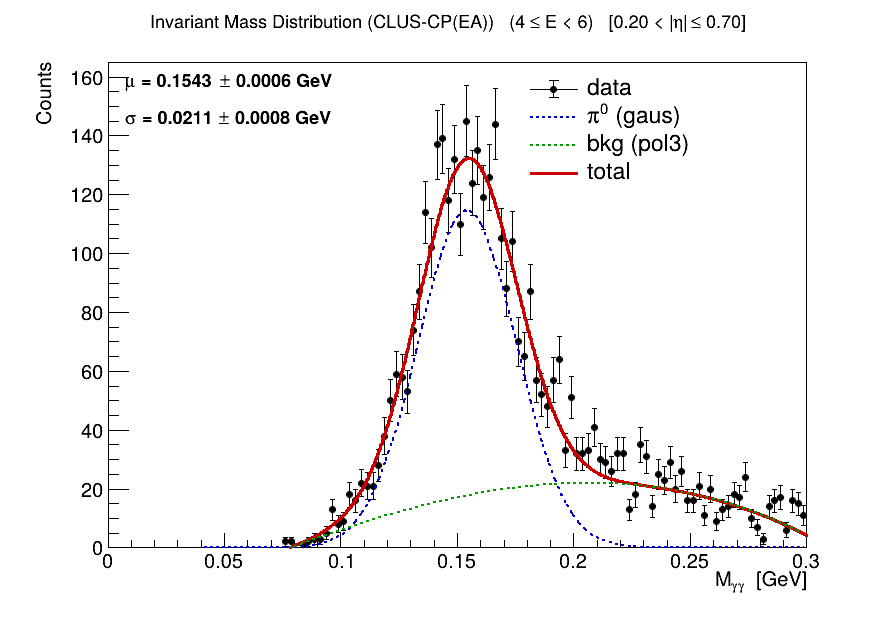 Invariant Mass Distribution (CLUS-CP(EA)) (4 ≤ E < 6) [0.20 < |η| ≤ 0.70]
μ = 0.1543 ± 0.0006 GeV
σ = 0.0211 ± 0.0008 GeV
data
π⁰ (gaus)
bkg (pol3)
total
Counts
160
140
120
100
80
60
40
20
0
0 0.05 0.1 0.15 0.2 0.25 0.3
Mγγ [GeV]